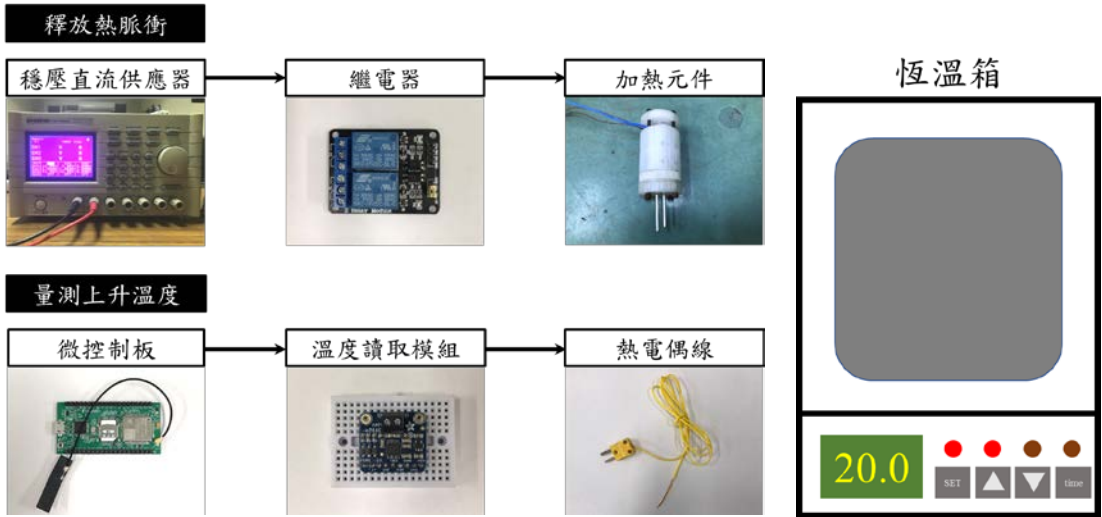 釋放熱脈衝
穩壓直流供應器
繼電器
加熱元件
恆溫箱
量測上升溫度
微控制板
溫度讀取模組
熱電偶線
20.0
SET
time